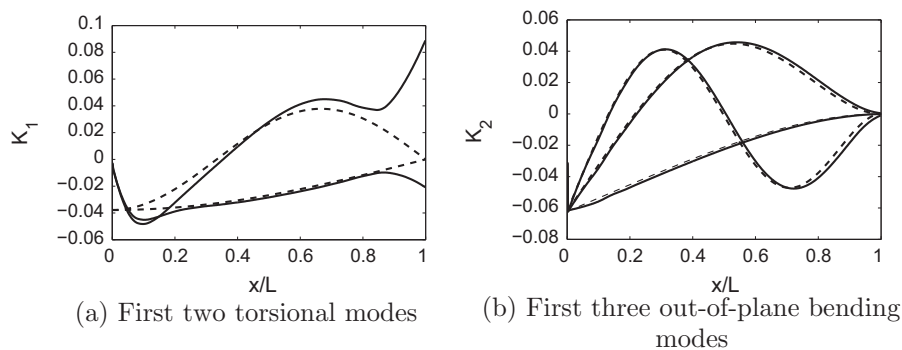 0.1
0.08
0.06
0.04
0.02
0
−0.02
−0.04
0.06
K1
0 0.2 0.4 0.6 0.8 1
x/L
(a) First two torsional modes
0.06
0.04
0.02
0
−0.02
−0.04
−0.06
0.08
K2
0 0.2 0.4 0.6 0.8 1
x/L
(b) First three out-of-plane bending
modes